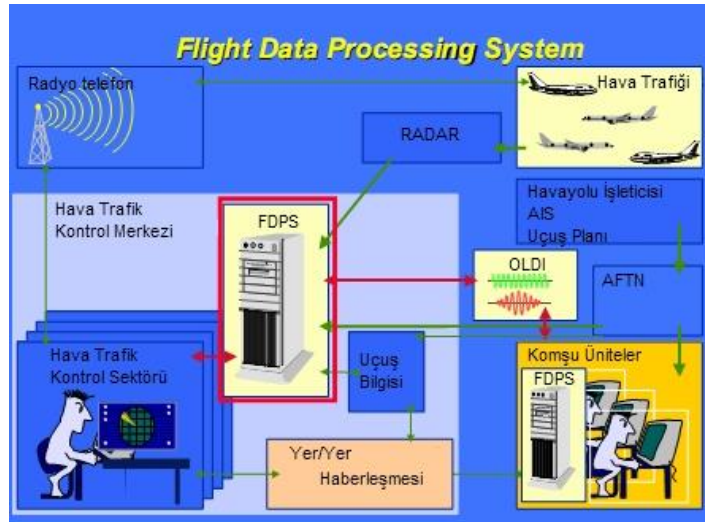 Flight Data Processing System
Radyo telefon
Hava Trafiği
RADAR
Hava Trafik
Kontrol Merkezi
FDPS
Havayolu İşleticisi
AIS
Uçuş Planı
OLDI
AFTN
Hava Trafik
Kontrol Sektörü
Uçuş
Bilgisi
Komşu Üniteler
FDPS
Yer/Yer
Haberleşmesi
R